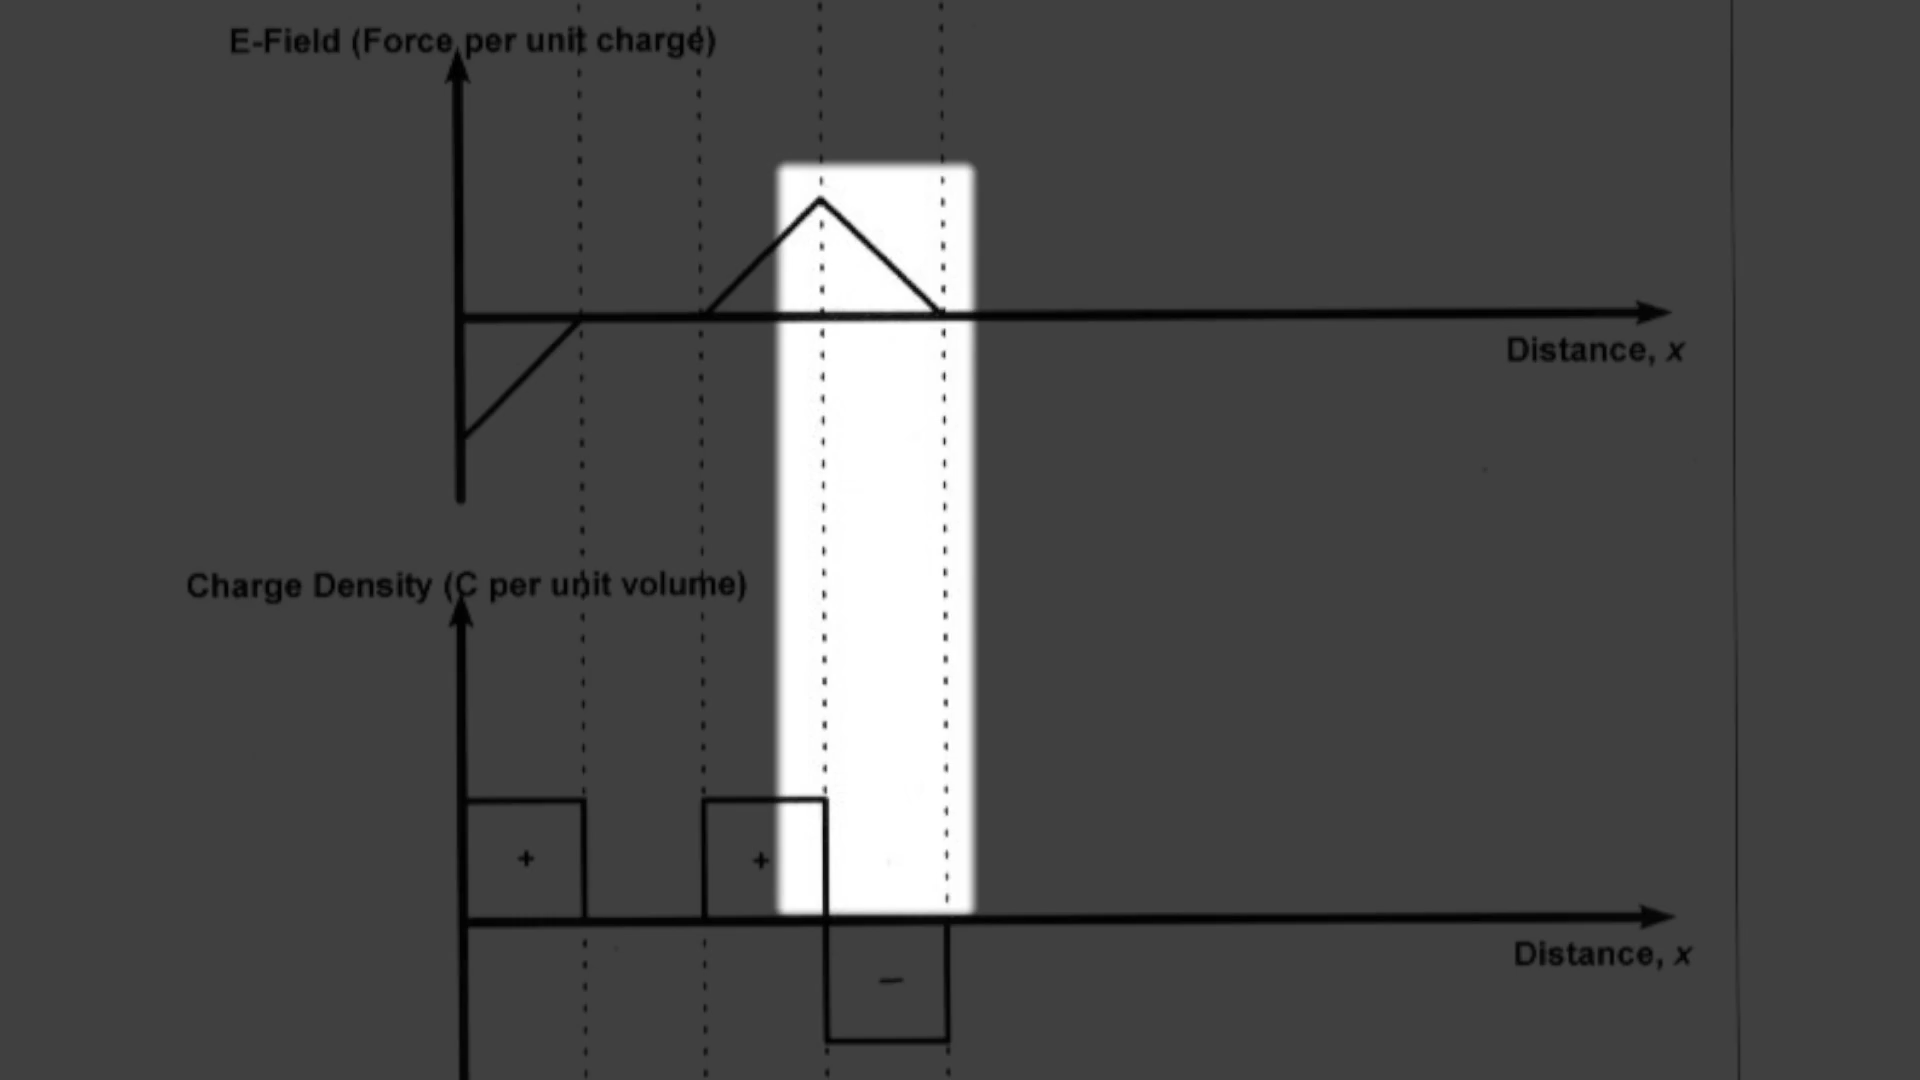 E-Field (Force per unit charge)
Distance, x
Charge Density (C per unit volume)
+
+
Distance, x
–